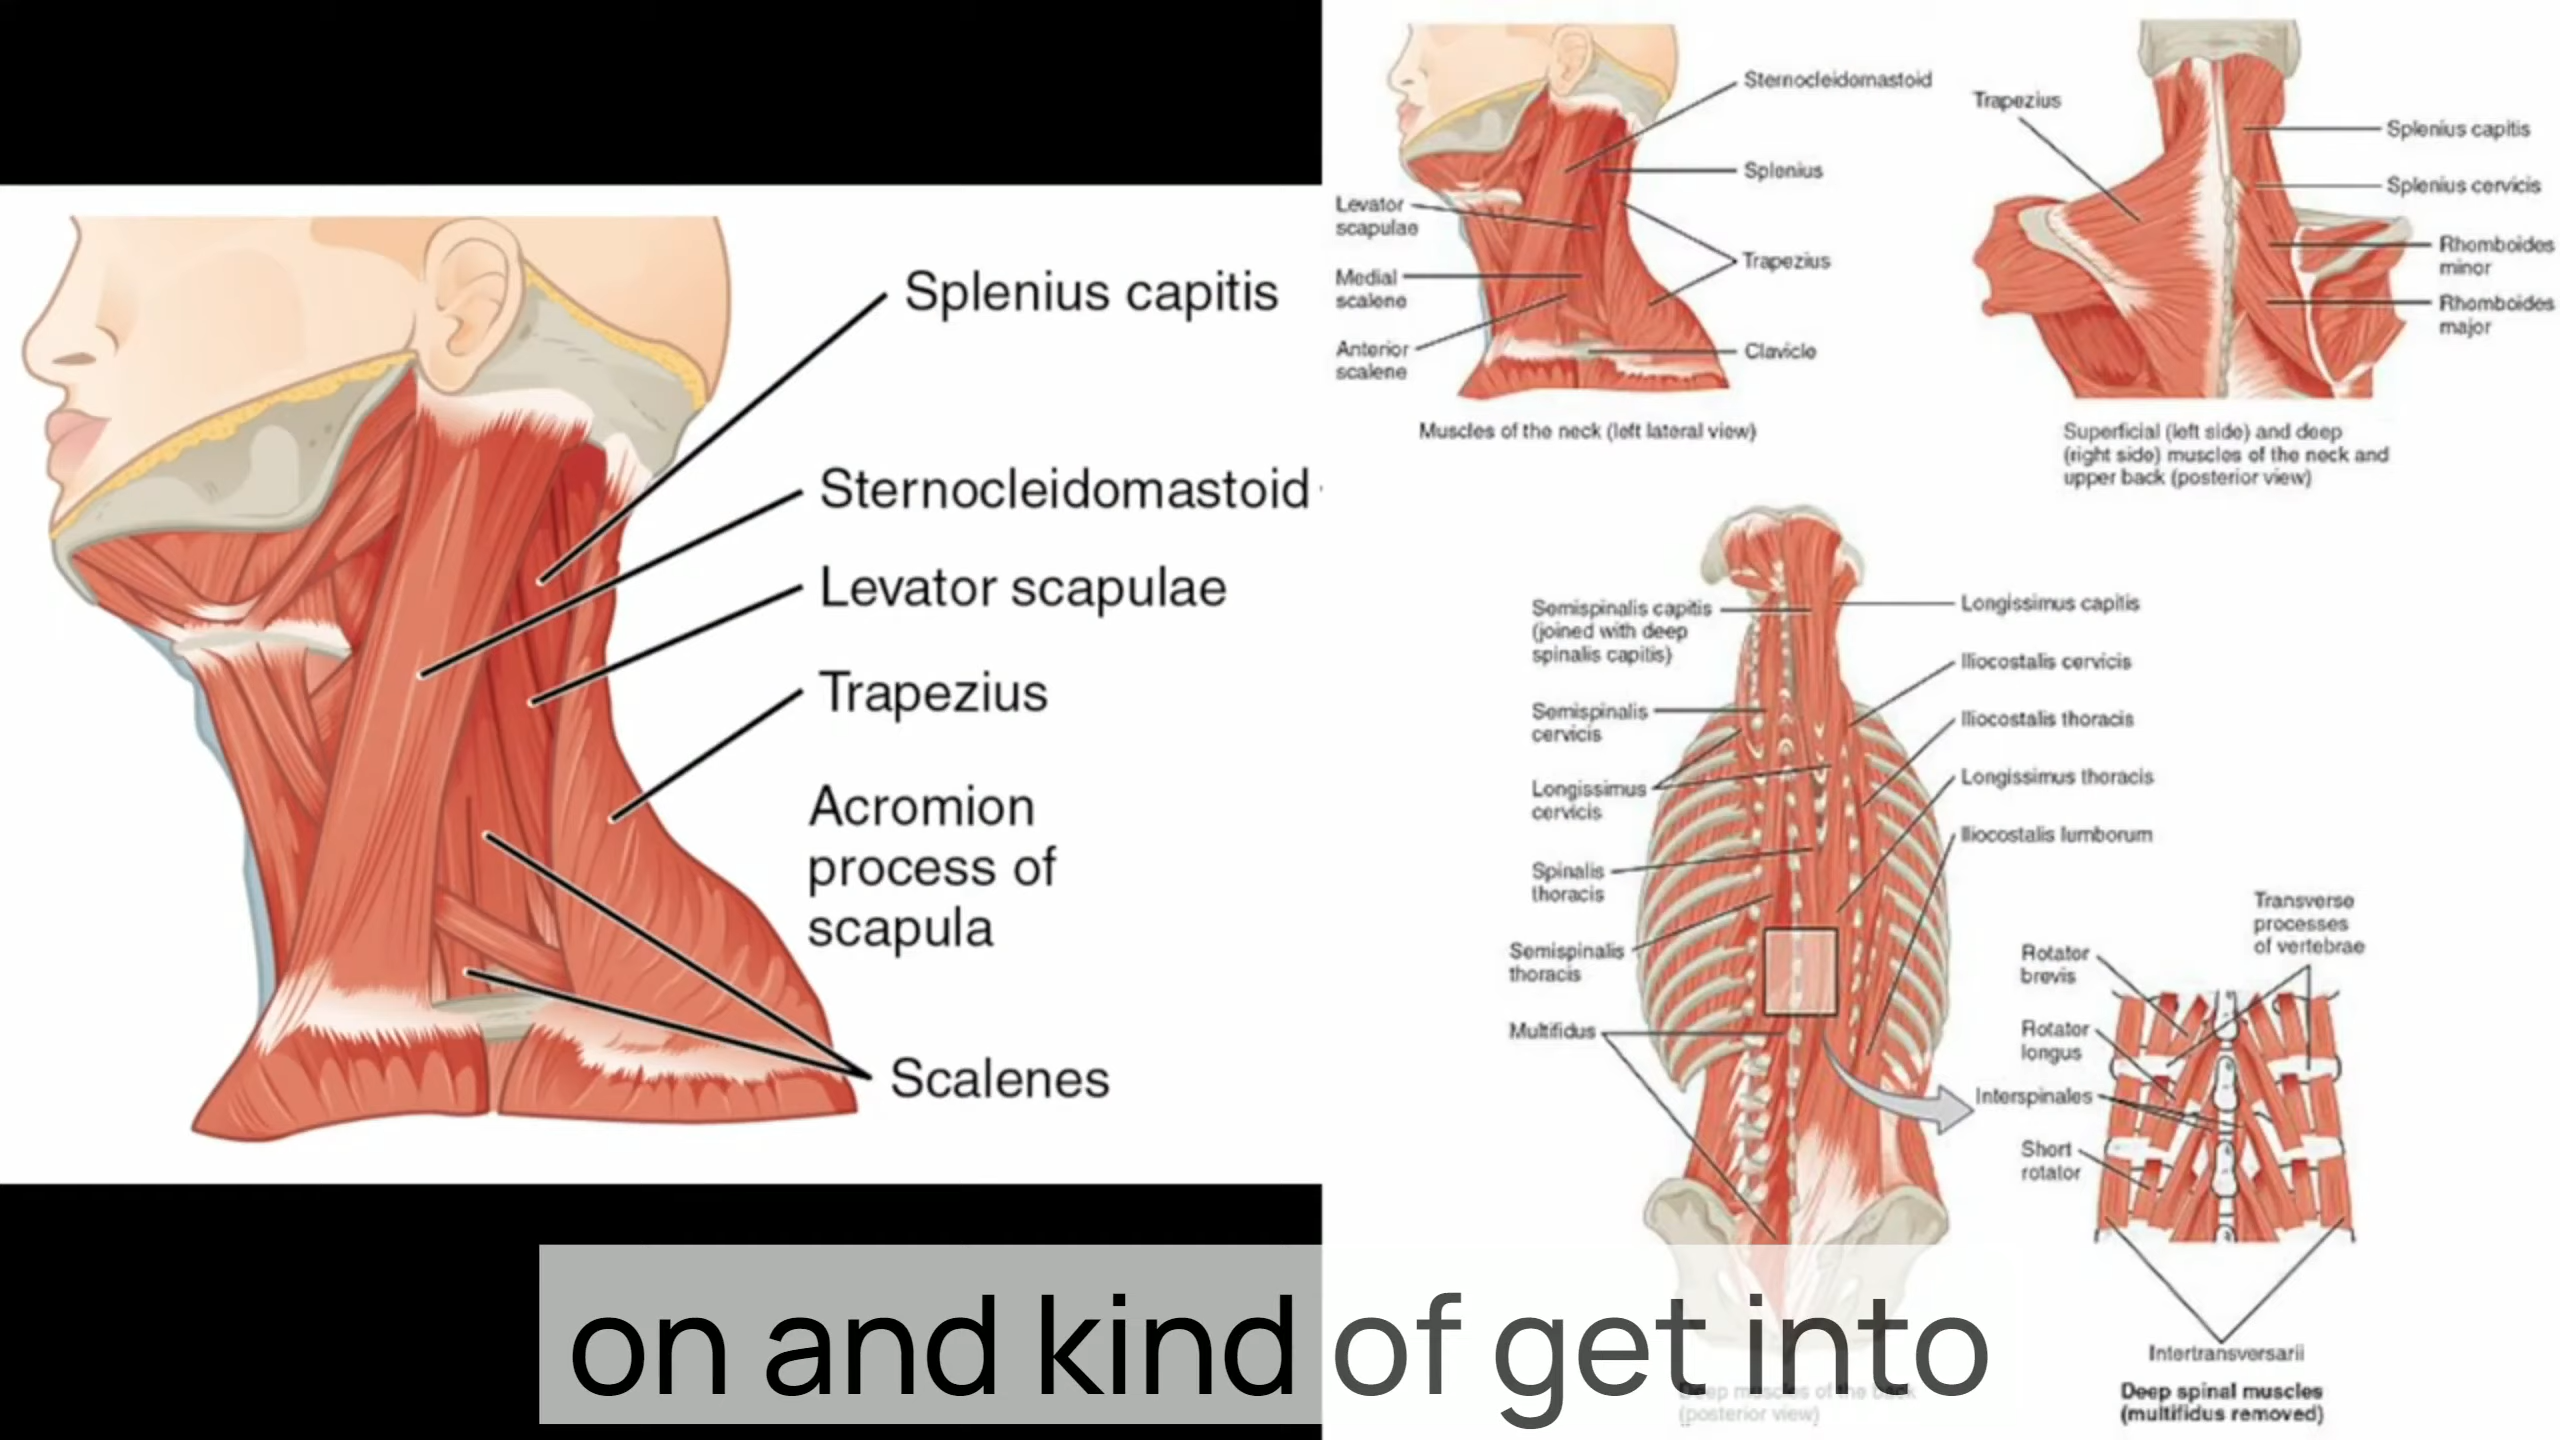 Splenius capitis
Sternocleidomastoid
Levator scapulae
Trapezius
Acromion
process of
scapula
Scalenes
Sternocleidomastoid
Splenius
Levator
scapulae
Trapezius
Medial
scalene
Anterior
scalene
Clavicle
Muscles of the neck (left lateral view)
Trapezius
Splenius capitis
Splenius cervicis
Rhomboides
minor
Rhomboides
major
Superficial (left side) and deep
(right side) muscles of the neck and
upper back (posterior view)
Semispinalis capitis
(joined with deep
spinalis capitis)
Semispinalis
cervicis
Longissimus
cervicis
Spinalis
thoracis
Semispinalis
thoracis
Multifidus
Longissimus capitis
Iliocostalis cervicis
Iliocostalis thoracis
Longissimus thoracis
Iliocostalis lumborum
Deep muscles of the back
(posterior view)
Transverse
processes
of vertebrae
Rotator
brevis
Rotator
longus
Interspinales
Short
rotator
Intertransversarii
Deep spinal muscles
(multifidus removed)
on and kind of get into